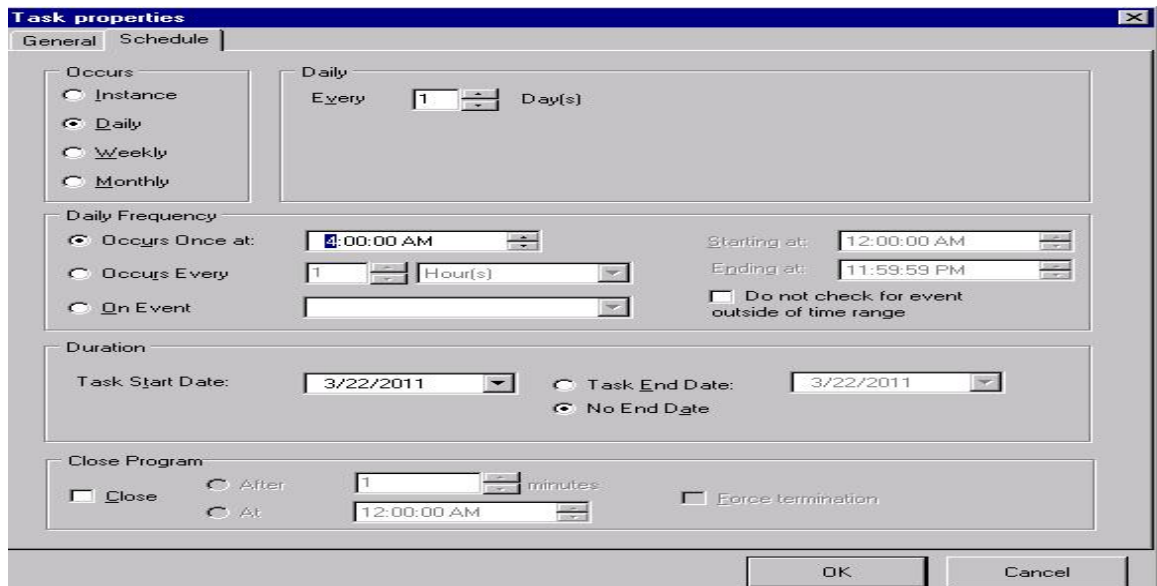 Task properties
General Schedule
Occurs
Instance
Daily
Weekly
Monthly
Daily
Every 1 Day(s)
Daily Frequency
Occurs Once at: 4:00:00 AM
Occurs Every 1 Hour(s)
On Event
Starting at: 12:00:00 AM
Ending at: 11:59:59 PM
Do not check for event
outside of time range
Duration
Task Start Date: 3/22/2011
Task End Date: 3/22/2011
No End Date
Close Program
Close
After 1 minutes
At 12:00:00 AM
Force termination
OK Cancel